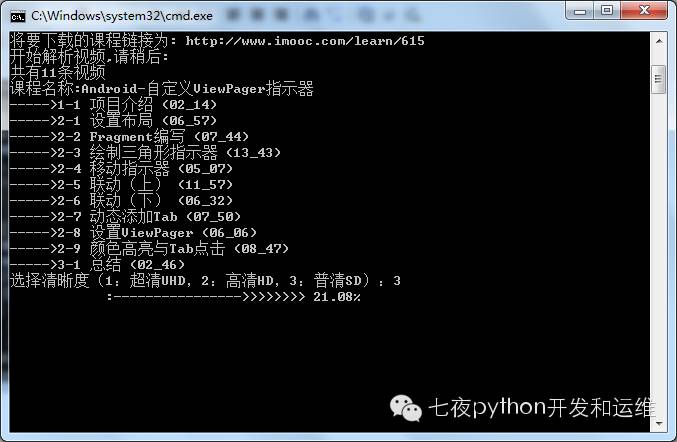 C:\Windows\system32\cmd.exe
将要下载的课程链接为: http://www.imooc.com/learn/615
开始解析视频,请稍后:
共有11条视频
课程名称:Android-自定义ViewPager指示器
----->1-1 项目介绍 (02_14)
----->2-1 设置布局 (06_57)
----->2-2 Fragment编写 (07_44)
----->2-3 绘制三角形指示器 (13_43)
----->2-4 移动指示器 (05_07)
----->2-5 联动（上） (11_57)
----->2-6 联动（下） (06_32)
----->2-7 动态添加Tab (07_50)
----->2-8 设置ViewPager (06_06)
----->2-9 颜色高亮与Tab点击 (08_47)
----->3-1 总结 (02_46)
选择清晰度（1：超清UHD，2：高清HD，3：普清SD）：3
:---------------->>>>>>>> 21.08%
七夜python开发和运维